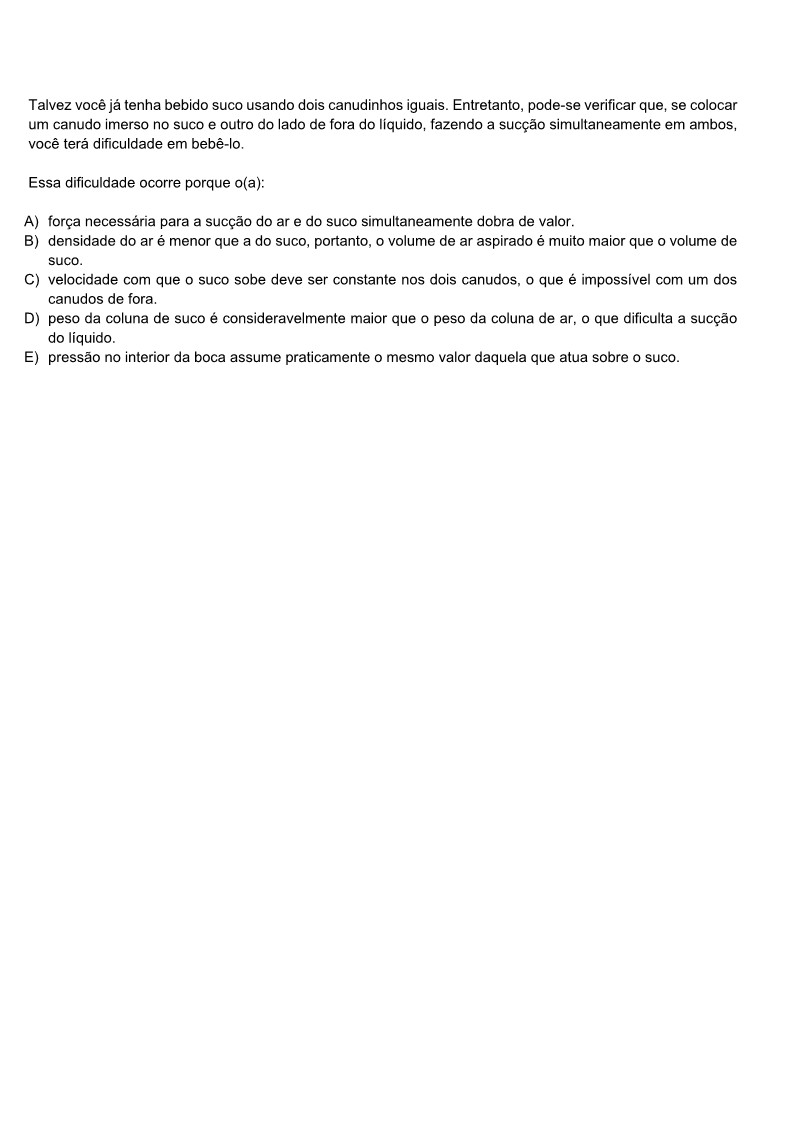 Talvez você já tenha bebido suco usando dois canudinhos iguais. Entretanto, pode-se verificar que, se colocar
um canudo imerso no suco e outro do lado de fora do líquido, fazendo a sucção simultaneamente em ambos,
você terá dificuldade em bebê-lo.
Essa dificuldade ocorre porque o(a):
A) força necessária para a sucção do ar e do suco simultaneamente dobra de valor.
B) densidade do ar é menor que a do suco, portanto, o volume de ar aspirado é muito maior que o volume de
suco.
C) velocidade com que o suco sobe deve ser constante nos dois canudos, o que é impossível com um dos
canudos de fora.
D) peso da coluna de suco é consideravelmente maior que o peso da coluna de ar, o que dificulta a sucção
do líquido.
E) pressão no interior da boca assume praticamente o mesmo valor daquela que atua sobre o suco.